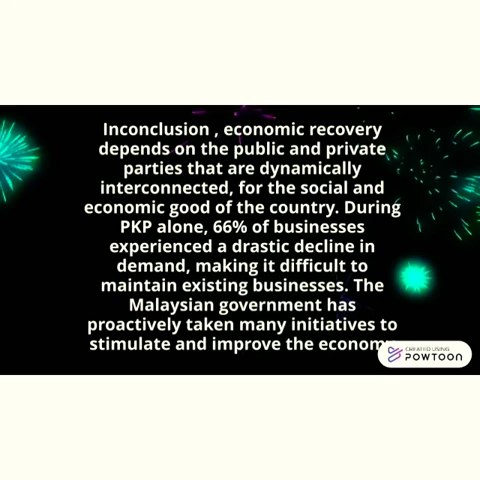 Inconclusion , economic recovery
depends on the public and private
parties that are dynamically
interconnected, for the social and
economic good of the country. During
PKP alone, 66% of businesses
experienced a drastic decline in
demand, making it difficult to
maintain existing businesses. The
Malaysian government has
proactively taken many initiatives to
stimulate and improve the economy
CREATED USING
POWTOON